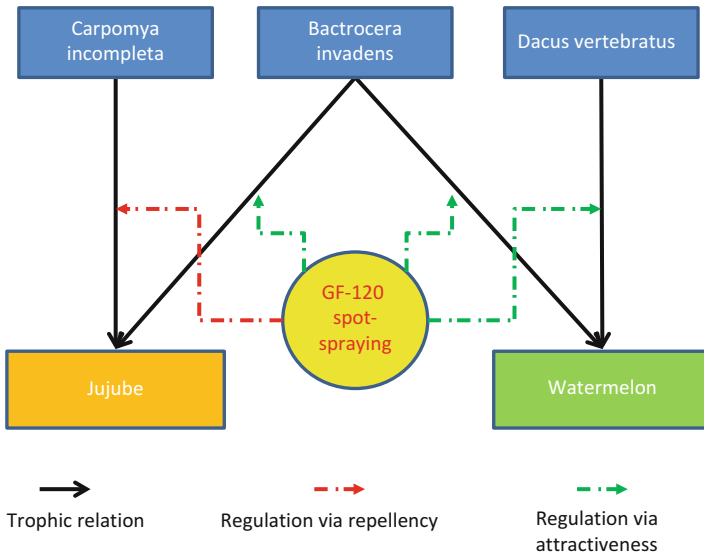 Carpomya
incompleta
Bactrocera
invadens
Dacus vertebratus
GF-120
spot-
spraying
Jujube
Watermelon
Trophic relation
Regulation via repellency
Regulation via
attractiveness